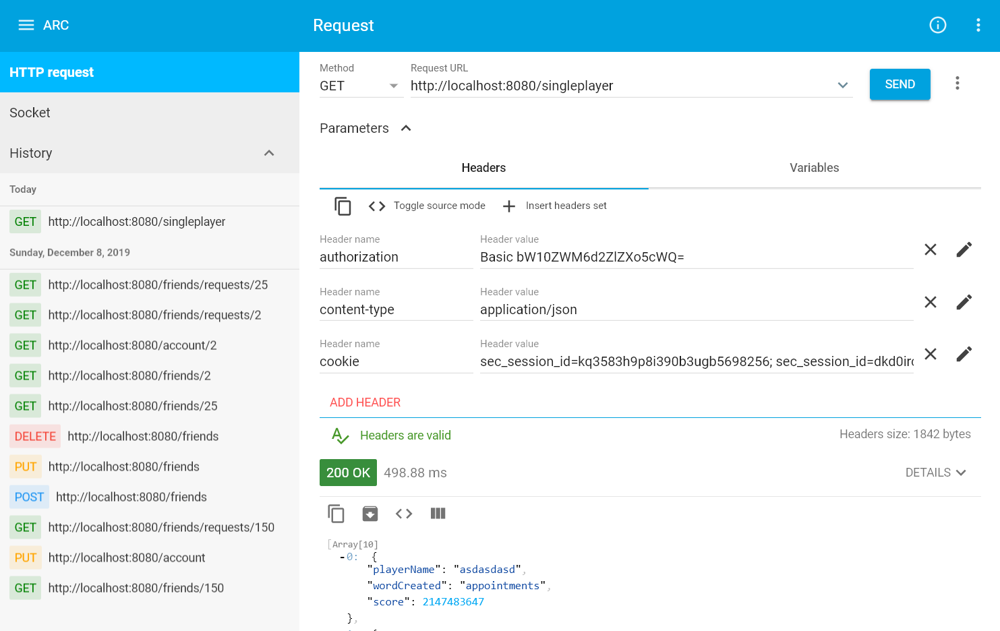 ARC
Request
HTTP request
Socket
History
Today
GET http://localhost:8080/singleplayer
Sunday, December 8, 2019
GET http://localhost:8080/friends/requests/25
GET http://localhost:8080/friends/requests/2
GET http://localhost:8080/account/2
GET http://localhost:8080/friends/2
GET http://localhost:8080/friends/25
DELETE http://localhost:8080/friends
PUT http://localhost:8080/friends
POST http://localhost:8080/friends
GET http://localhost:8080/friends/requests/150
PUT http://localhost:8080/account
GET http://localhost:8080/friends/150
Method Request URL
GET http://localhost:8080/singleplayer SEND
Parameters
Headers Variables
Toggle source mode Insert headers set
Header name Header value
authorization Basic bW10ZWM6d2ZlZXo5cWQ=
Header name Header value
content-type application/json
Header name Header value
cookie sec_session_id=kq3583h9p8i390b3ugb5698256; sec_session_id=dkd0irc
ADD HEADER
Headers are valid Headers size: 1842 bytes
200 OK 498.88 ms DETAILS
[Array[10]
-0: {
"playerName": "asdasdasd",
"wordCreated": "appointments",
"score": 2147483647
},